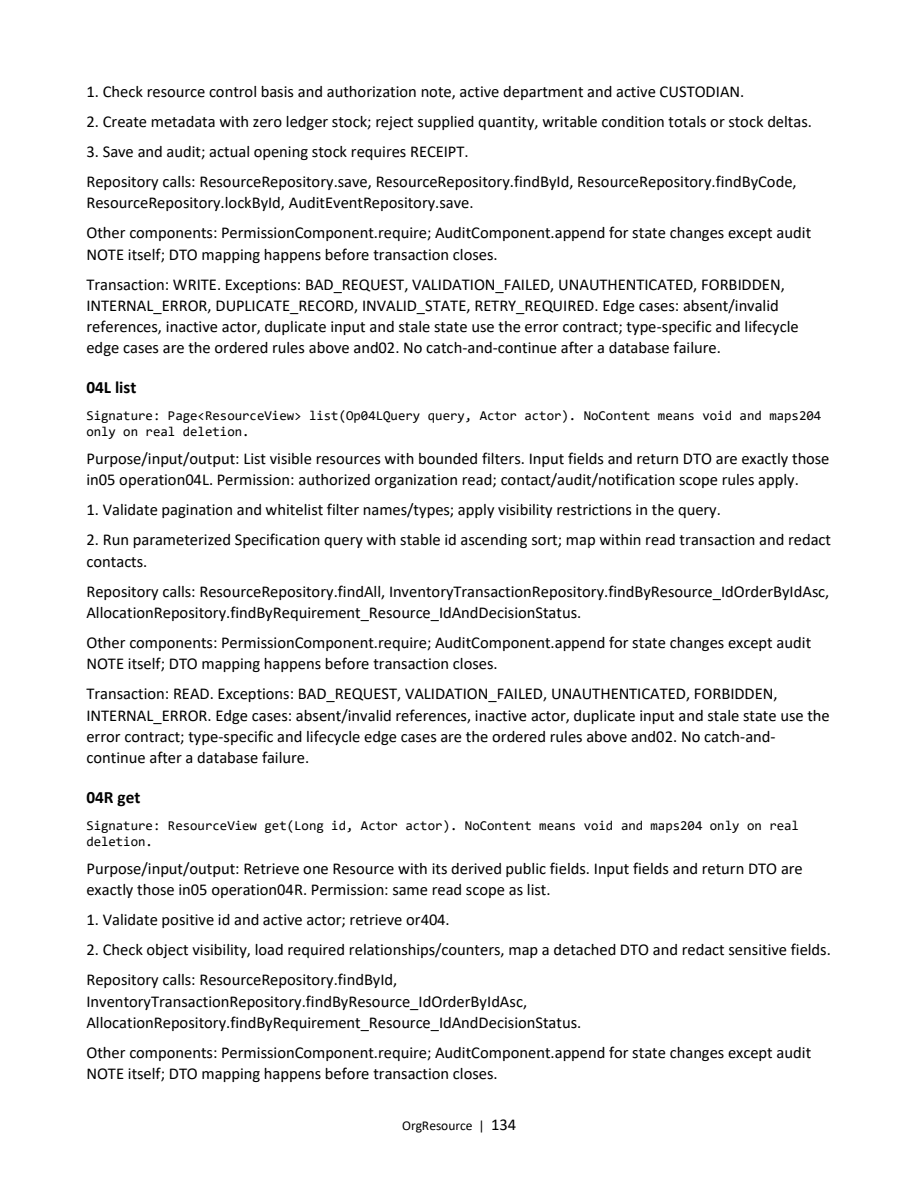 1. Check resource control basis and authorization note, active department and active CUSTODIAN.
2. Create metadata with zero ledger stock; reject supplied quantity, writable condition totals or stock deltas.
3. Save and audit; actual opening stock requires RECEIPT.
Repository calls: ResourceRepository.save, ResourceRepository.findById, ResourceRepository.findByCode,
ResourceRepository.lockById, AuditEventRepository.save.
Other components: PermissionComponent.require; AuditComponent.append for state changes except audit
NOTE itself; DTO mapping happens before transaction closes.
Transaction: WRITE. Exceptions: BAD_REQUEST, VALIDATION_FAILED, UNAUTHENTICATED, FORBIDDEN,
INTERNAL_ERROR, DUPLICATE_RECORD, INVALID_STATE, RETRY_REQUIRED. Edge cases: absent/invalid
references, inactive actor, duplicate input and stale state use the error contract; type-specific and lifecycle
edge cases are the ordered rules above and02. No catch-and-continue after a database failure.
04L list
Signature: Page<ResourceView> list(Op04LQuery query, Actor actor). NoContent means void and maps204
only on real deletion.
Purpose/input/output: List visible resources with bounded filters. Input fields and return DTO are exactly those
in05 operation04L. Permission: authorized organization read; contact/audit/notification scope rules apply.
1. Validate pagination and whitelist filter names/types; apply visibility restrictions in the query.
2. Run parameterized Specification query with stable id ascending sort; map within read transaction and redact
contacts.
Repository calls: ResourceRepository.findAll, InventoryTransactionRepository.findByResource_IdOrderByIdAsc,
AllocationRepository.findByRequirement_Resource_IdAndDecisionStatus.
Other components: PermissionComponent.require; AuditComponent.append for state changes except audit
NOTE itself; DTO mapping happens before transaction closes.
Transaction: READ. Exceptions: BAD_REQUEST, VALIDATION_FAILED, UNAUTHENTICATED, FORBIDDEN,
INTERNAL_ERROR. Edge cases: absent/invalid references, inactive actor, duplicate input and stale state use the
error contract; type-specific and lifecycle edge cases are the ordered rules above and02. No catch-and-
continue after a database failure.
04R get
Signature: ResourceView get(Long id, Actor actor). NoContent means void and maps204 only on real
deletion.
Purpose/input/output: Retrieve one Resource with its derived public fields. Input fields and return DTO are
exactly those in05 operation04R. Permission: same read scope as list.
1. Validate positive id and active actor; retrieve or404.
2. Check object visibility, load required relationships/counters, map a detached DTO and redact sensitive fields.
Repository calls: ResourceRepository.findById,
InventoryTransactionRepository.findByResource_IdOrderByIdAsc,
AllocationRepository.findByRequirement_Resource_IdAndDecisionStatus.
Other components: PermissionComponent.require; AuditComponent.append for state changes except audit
NOTE itself; DTO mapping happens before transaction closes.
OrgResource | 134